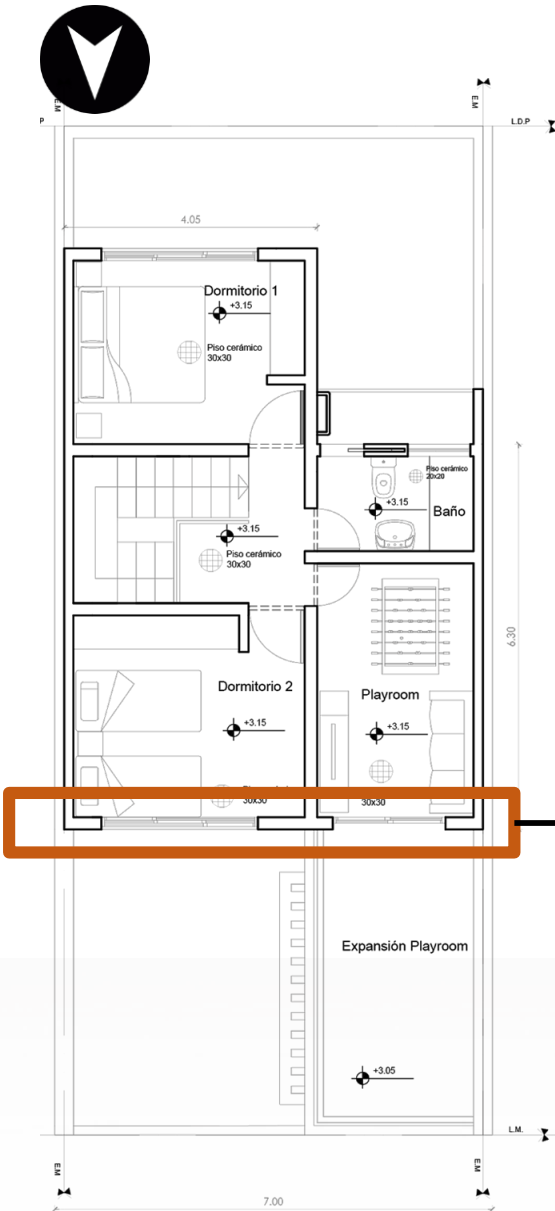 E.M
E.M
P
L.D.P
4.05
Dormitorio 1
+3.15
Piso cerámico
30x30
Piso cerámico
20x20
+3.15
Baño
+3.15
Piso cerámico
30x30
6.30
Dormitorio 2
+3.15
Playroom
+3.15
30x30
30x30
Expansión Playroom
+3.05
L.M.
E.M
E.M
7.00